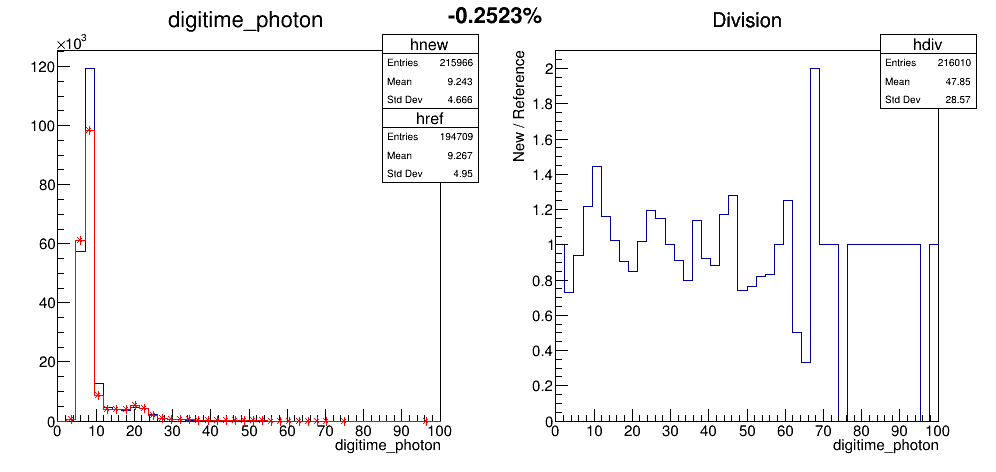 -0.2523%
digitime_photon
×10³
hnew
Entries 215966
Mean 9.243
Std Dev 4.666
href
Entries 194709
Mean 9.267
Std Dev 4.95
120
100
80
60
40
20
0
0 10 20 30 40 50 60 70 80 90 100
digitime_photon
Division
hdiv
Entries 216010
Mean 47.85
Std Dev 28.57
New / Reference
2
1.8
1.6
1.4
1.2
1
0.8
0.6
0.4
0.2
0
0 10 20 30 40 50 60 70 80 90 100
digitime_photon